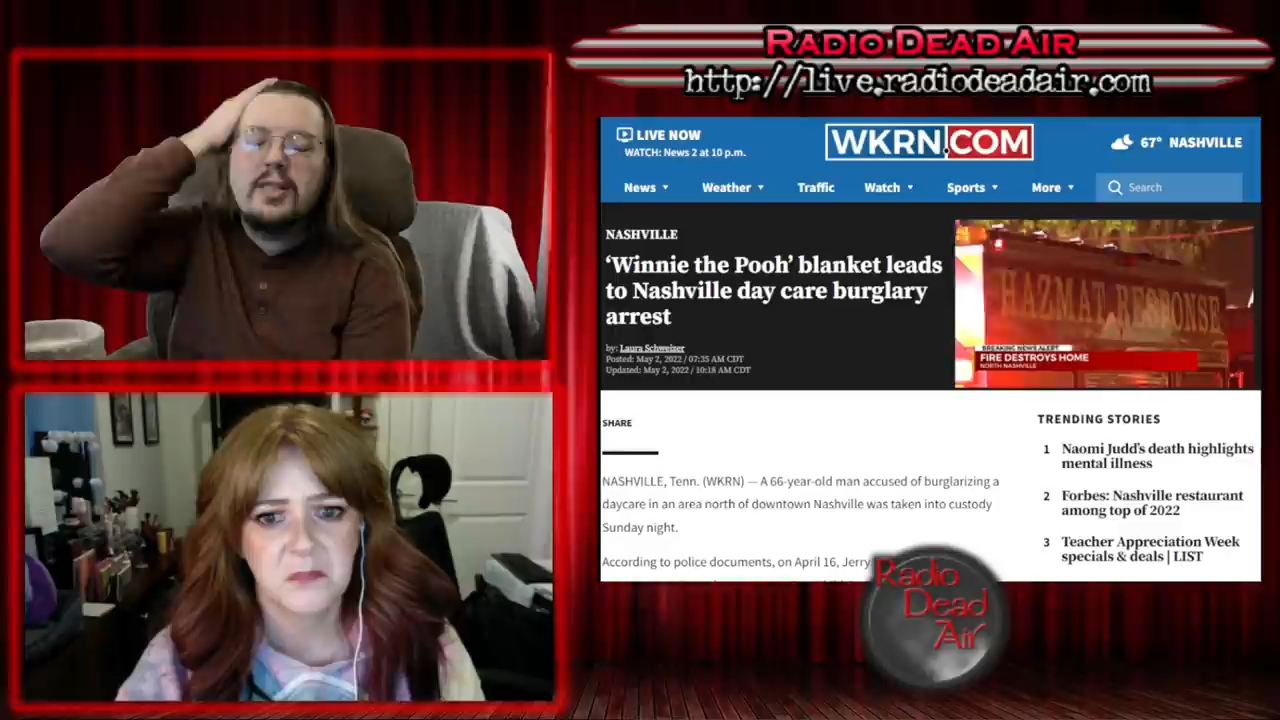 RADIO DEAD AIR
http://live.radiodeadair.com
LIVE NOW
WATCH: News 2 at 10 p.m.
WKRN.COM
67° NASHVILLE
News
Weather
Traffic
Watch
Sports
More
Search
NASHVILLE
‘Winnie the Pooh’ blanket leads
to Nashville day care burglary
arrest
by: Laura Schweizer
Posted: May 2, 2022 / 07:35 AM CDT
Updated: May 2, 2022 / 10:18 AM CDT
HAZMAT RESPONSE
BREAKING NEWS ALERT
FIRE DESTROYS HOME
NORTH NASHVILLE
SHARE
NASHVILLE, Tenn. (WKRN) — A 66-year-old man accused of burglarizing a
daycare in an area north of downtown Nashville was taken into custody
Sunday night.
According to police documents, on April 16, Jerry
TRENDING STORIES
1 Naomi Judd's death highlights
mental illness
2 Forbes: Nashville restaurant
among top of 2022
3 Teacher Appreciation Week
specials & deals | LIST
Radio
Dead
Air